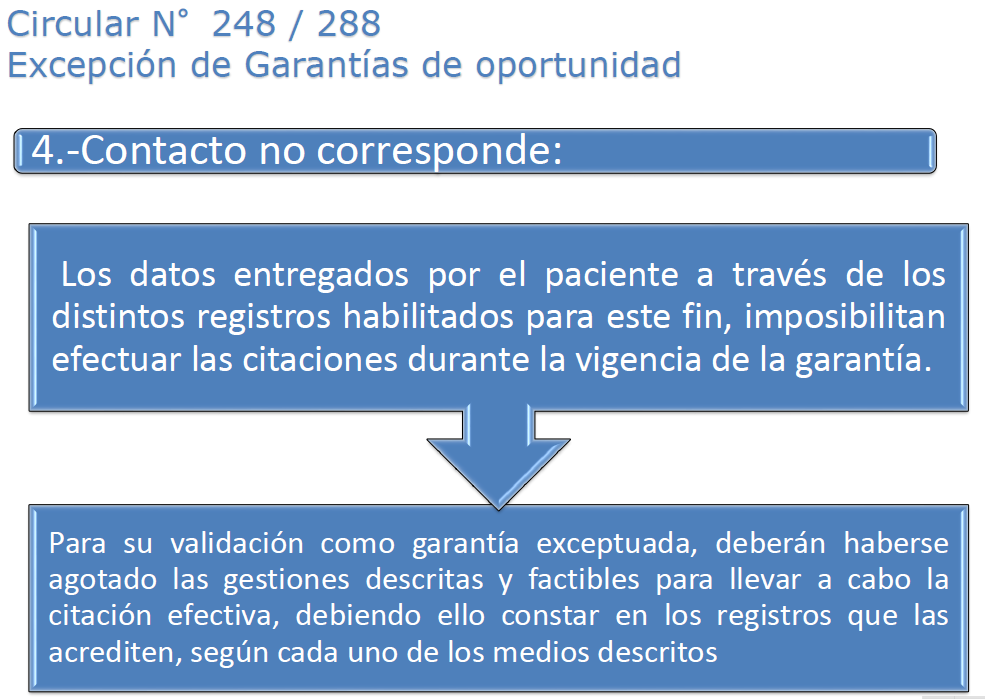 Circular N° 248 / 288
Excepción de Garantías de oportunidad
4.-Contacto no corresponde:
Los datos entregados por el paciente a través de los
distintos registros habilitados para este fin, imposibilitan
efectuar las citaciones durante la vigencia de la garantía.
Para su validación como garantía exceptuada, deberán haberse
agotado las gestiones descritas y factibles para llevar a cabo la
citación efectiva, debiendo ello constar en los registros que las
acrediten, según cada uno de los medios descritos